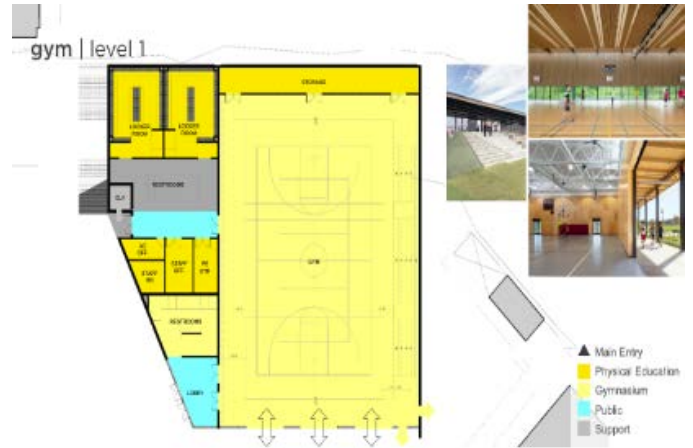 gym | level 1
STORAGE
LOCKER
ROOM
LOCKER
ROOM
RESTROOMS
GYM
STAFF
RESTROOMS
LOBBY
Main Entry
Physical Education
Gymnasium
Public
Support